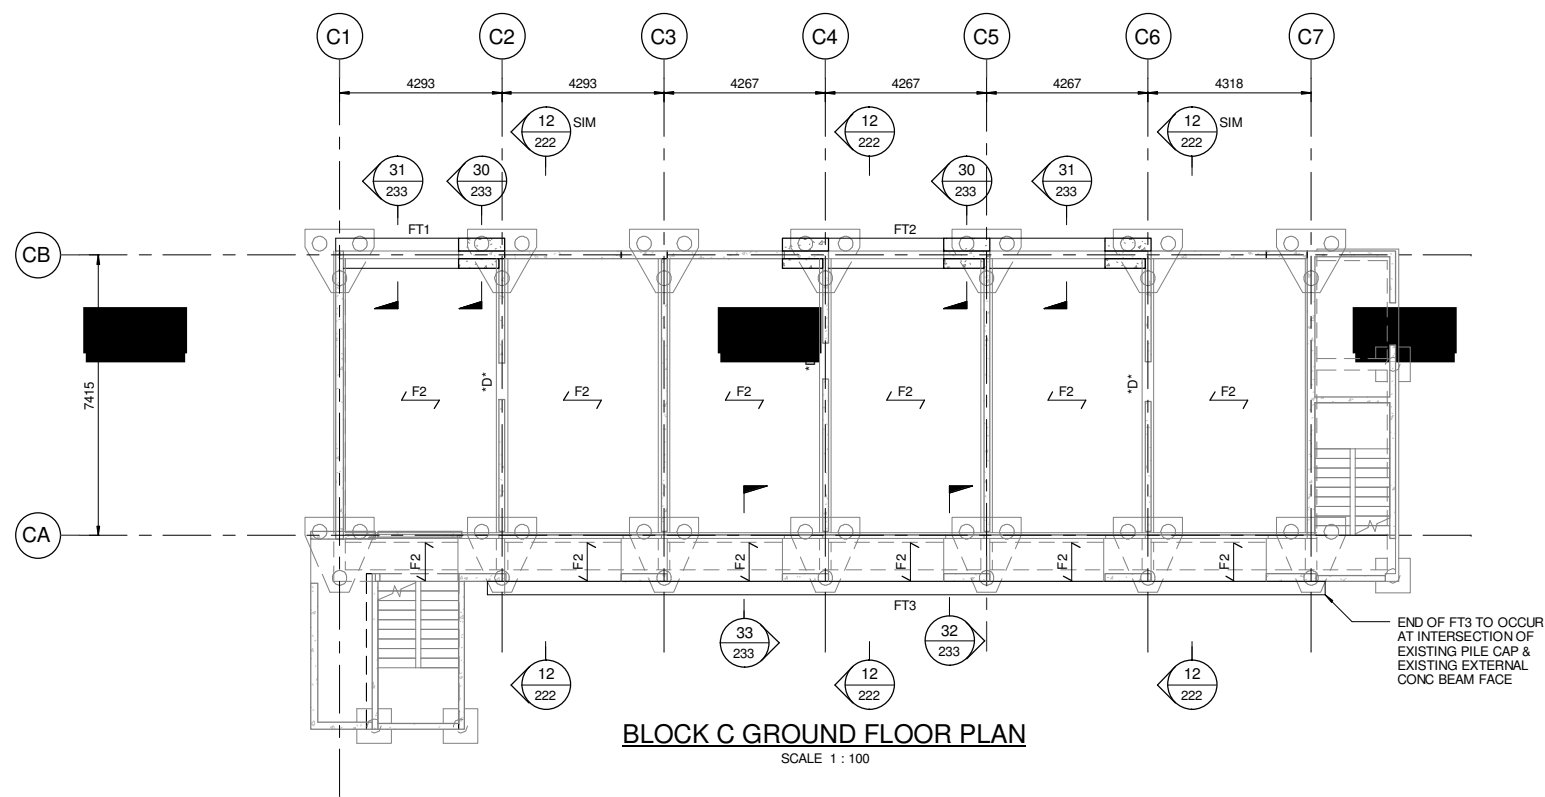 C1 C2 C3 C4 C5 C6 C7
4293 4293 4267 4267 4267 4318
12 SIM 12 12 SIM
222 222 222
31 30 30 31
233 233 233 233
FT1 FT2
CB
7415
*D* *D*
F2 F2 F2 F2 F2 F2
CA
F2 F2 F2 F2 F2 F2
FT3
33 32
233 233
END OF FT3 TO OCCUR
AT INTERSECTION OF
EXISTING PILE CAP &
EXISTING EXTERNAL
CONC BEAM FACE
12 12 12
222 222 222
BLOCK C GROUND FLOOR PLAN
SCALE 1 : 100